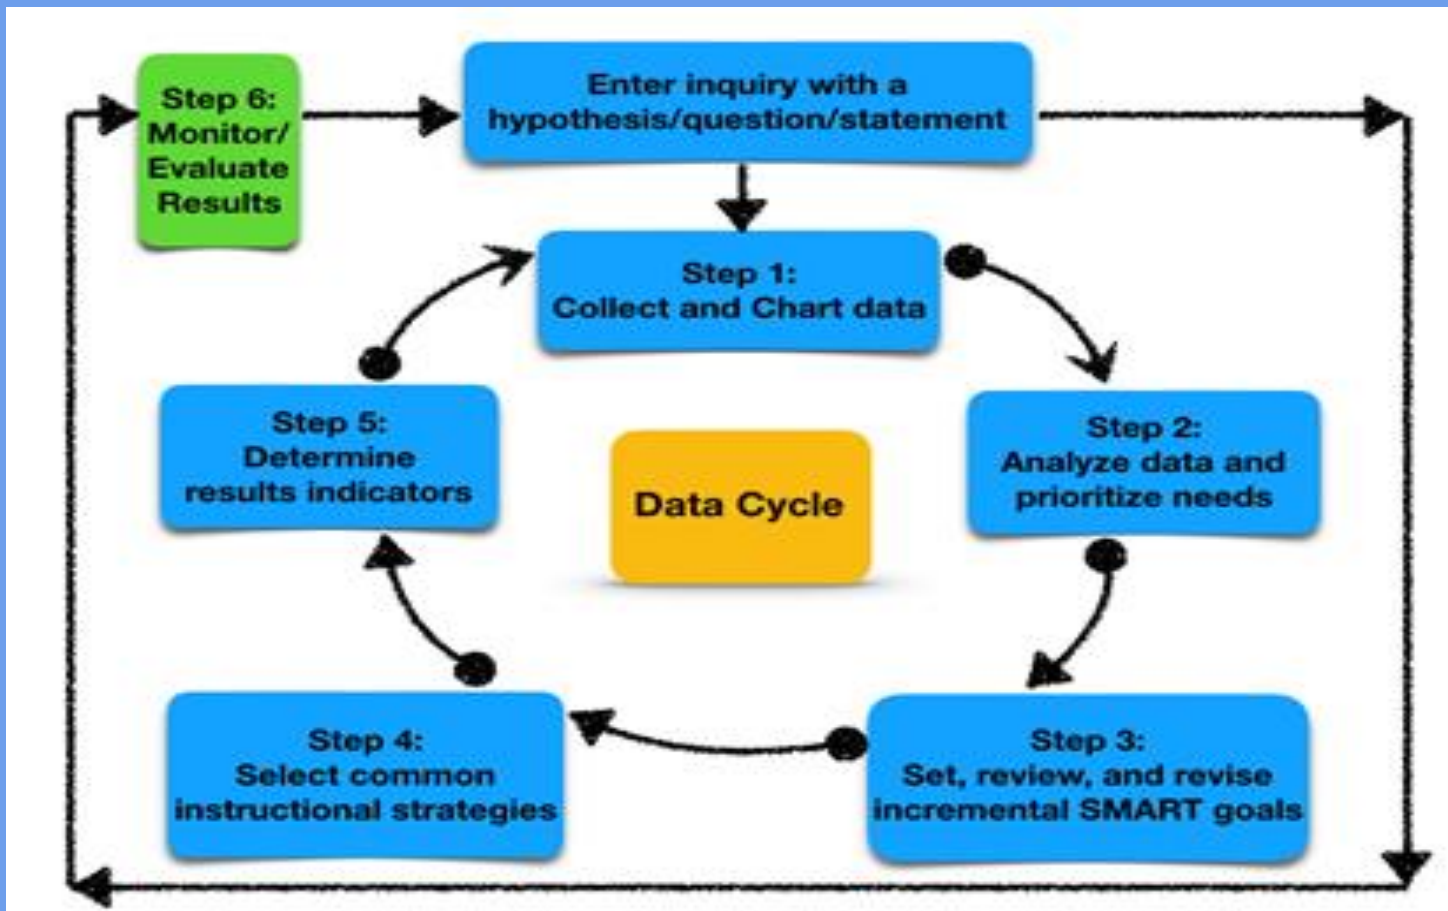 Step 6:
Monitor/
Evaluate
Results
Enter inquiry with a
hypothesis/question/statement
Step 1:
Collect and Chart data
Step 2:
Analyze data and
prioritize needs
Step 3:
Set, review, and revise
incremental SMART goals
Step 4:
Select common
instructional strategies
Step 5:
Determine
results indicators
Data Cycle